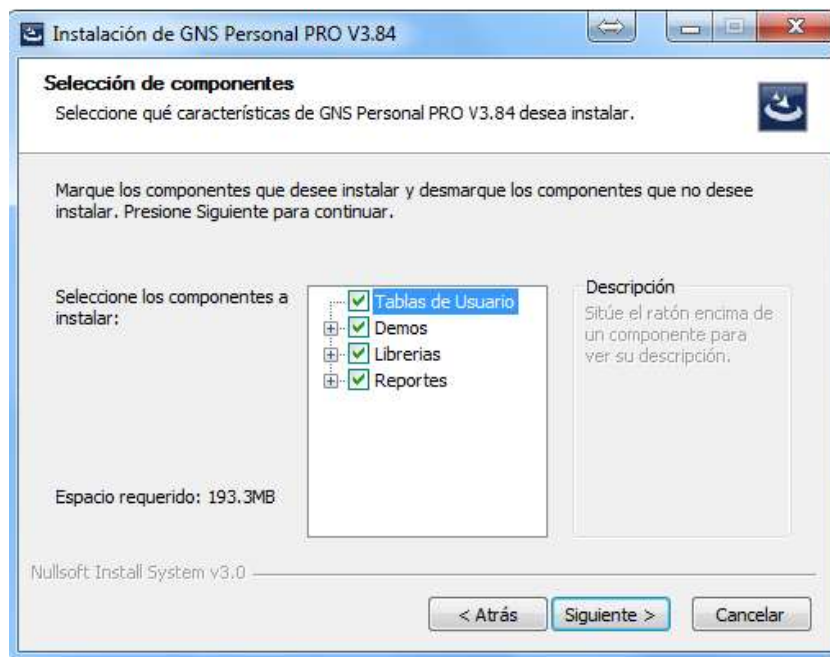 Instalación de GNS Personal PRO V3.84
Selección de componentes
Seleccione qué características de GNS Personal PRO V3.84 desea instalar.
Marque los componentes que desee instalar y desmarque los componentes que no desee
instalar. Presione Siguiente para continuar.
Seleccione los componentes a
instalar:
Tablas de Usuario
Demos
Librerias
Reportes
Descripción
Sitúe el ratón encima de
un componente para
ver su descripción.
Espacio requerido: 193.3MB
Nullsoft Install System v3.0
< Atrás
Siguiente >
Cancelar